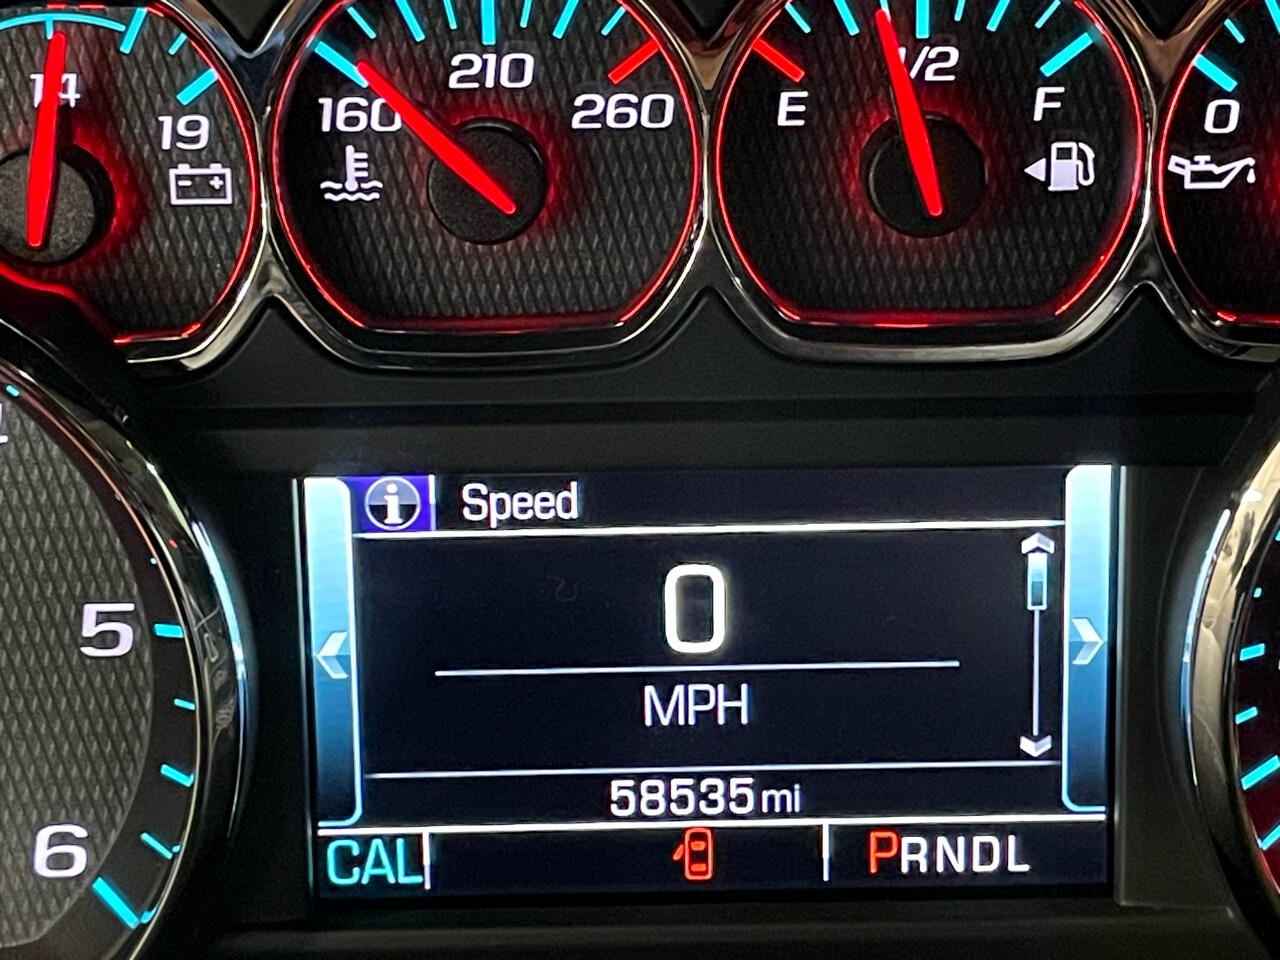 14
19
160
210
260
E
1/2
F
0
Speed
0
MPH
58535 mi
CAL
PRNDL
5
6